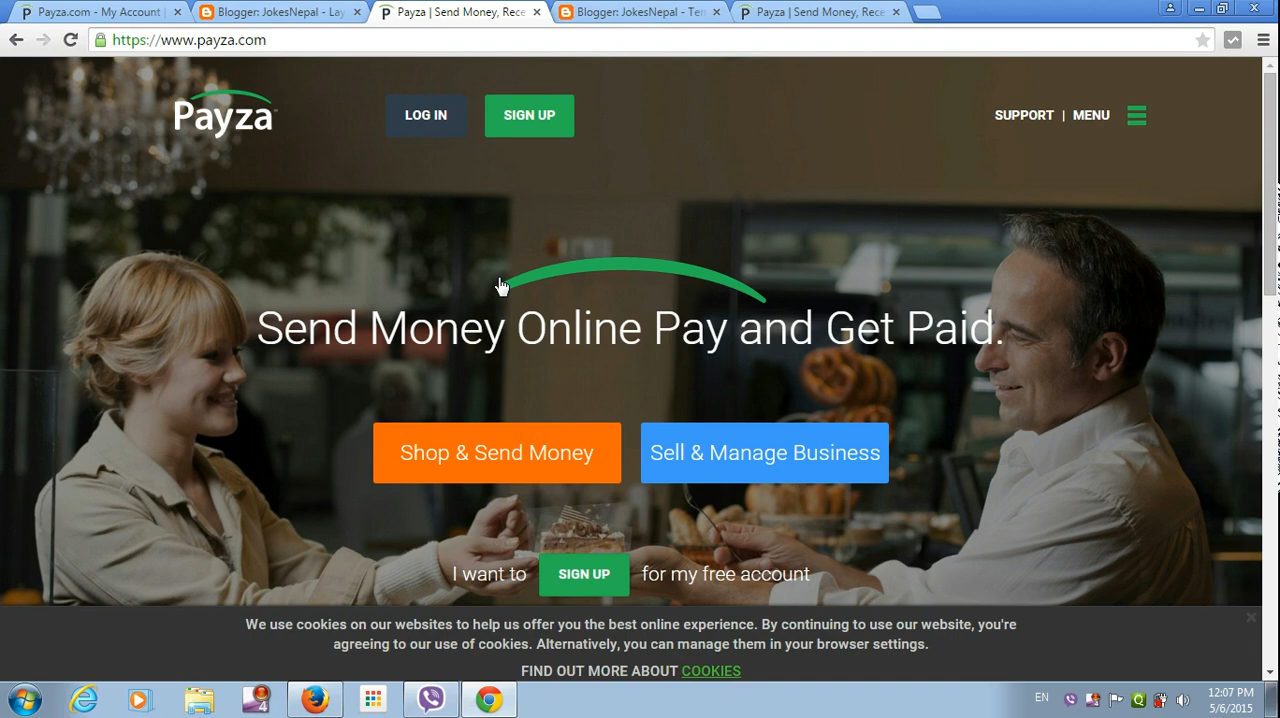 Payza.com - My Account |
Blogger: JokesNepal - Lay
Payza | Send Money, Rece
Blogger: JokesNepal - Ten
Payza | Send Money, Rece
https://www.payza.com
Payza
LOG IN
SIGN UP
SUPPORT | MENU
Send Money Online Pay and Get Paid.
Shop & Send Money
Sell & Manage Business
I want to SIGN UP for my free account
We use cookies on our websites to help us offer you the best online experience. By continuing to use our website, you're
agreeing to our use of cookies. Alternatively, you can manage them in your browser settings.
FIND OUT MORE ABOUT COOKIES
EN
12:07 PM
5/6/2015